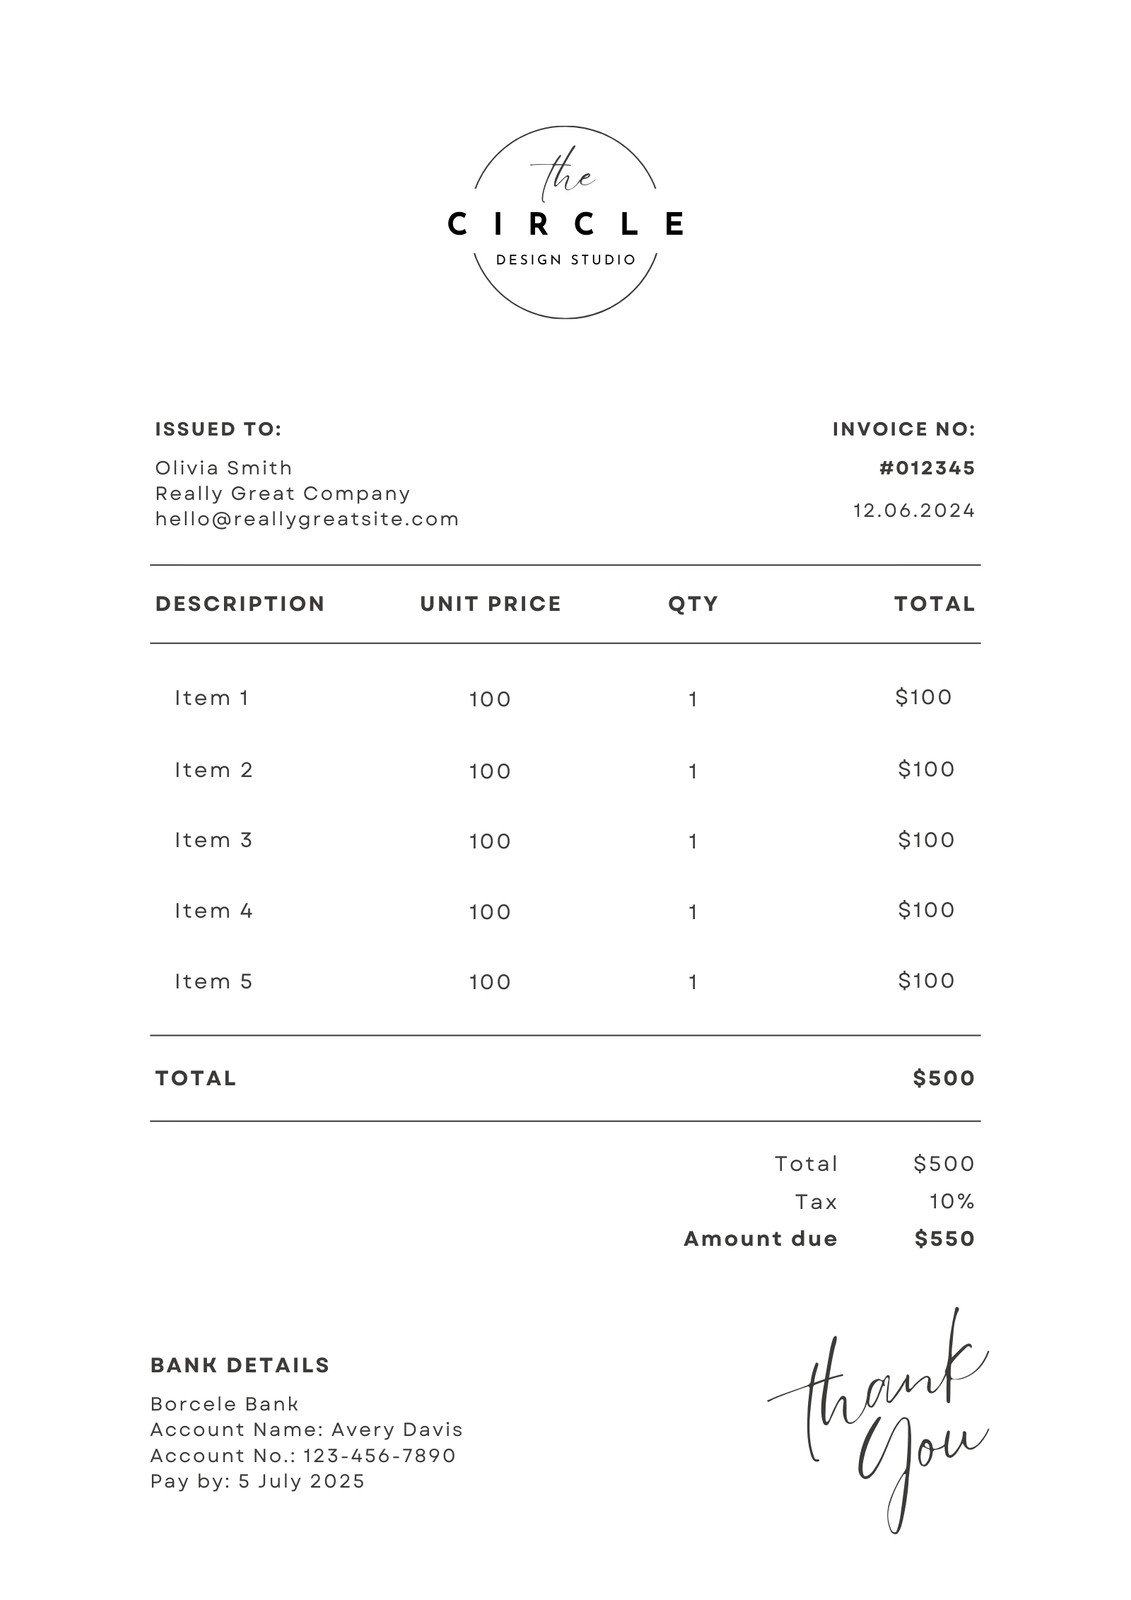 the
CIRCLE
DESIGN STUDIO
ISSUED TO:
Olivia Smith
Really Great Company
hello@reallygreatsite.com
INVOICE NO:
#012345
12.06.2024
DESCRIPTION UNIT PRICE QTY TOTAL
Item 1 100 1 $100
Item 2 100 1 $100
Item 3 100 1 $100
Item 4 100 1 $100
Item 5 100 1 $100
TOTAL $500
Total $500
Tax 10%
Amount due $550
BANK DETAILS
Borcele Bank
Account Name: Avery Davis
Account No.: 123-456-7890
Pay by: 5 July 2025
thank
you